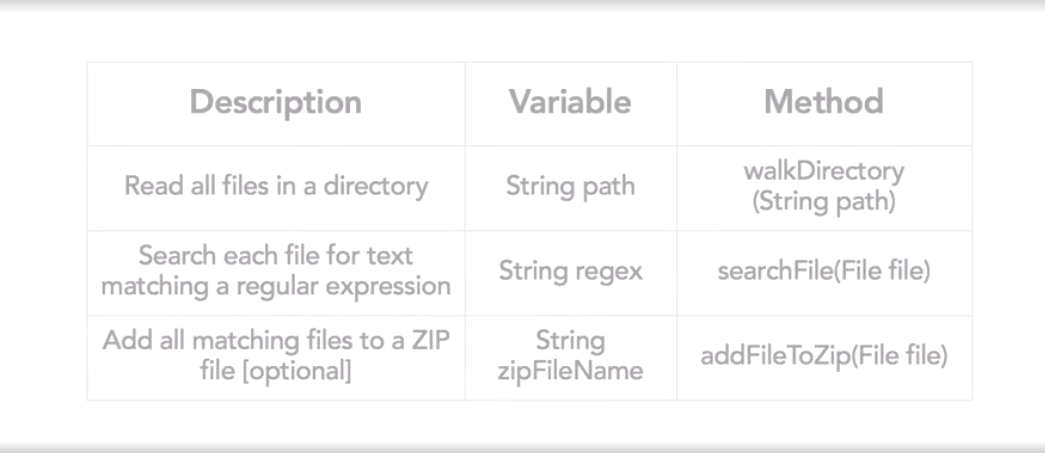 Description Variable Method
Read all files in a directory String path walkDirectory
(String path)
Search each file for text
matching a regular expression String regex searchFile(File file)
Add all matching files to a ZIP
file [optional] String
zipFileName addFileToZip(File file)